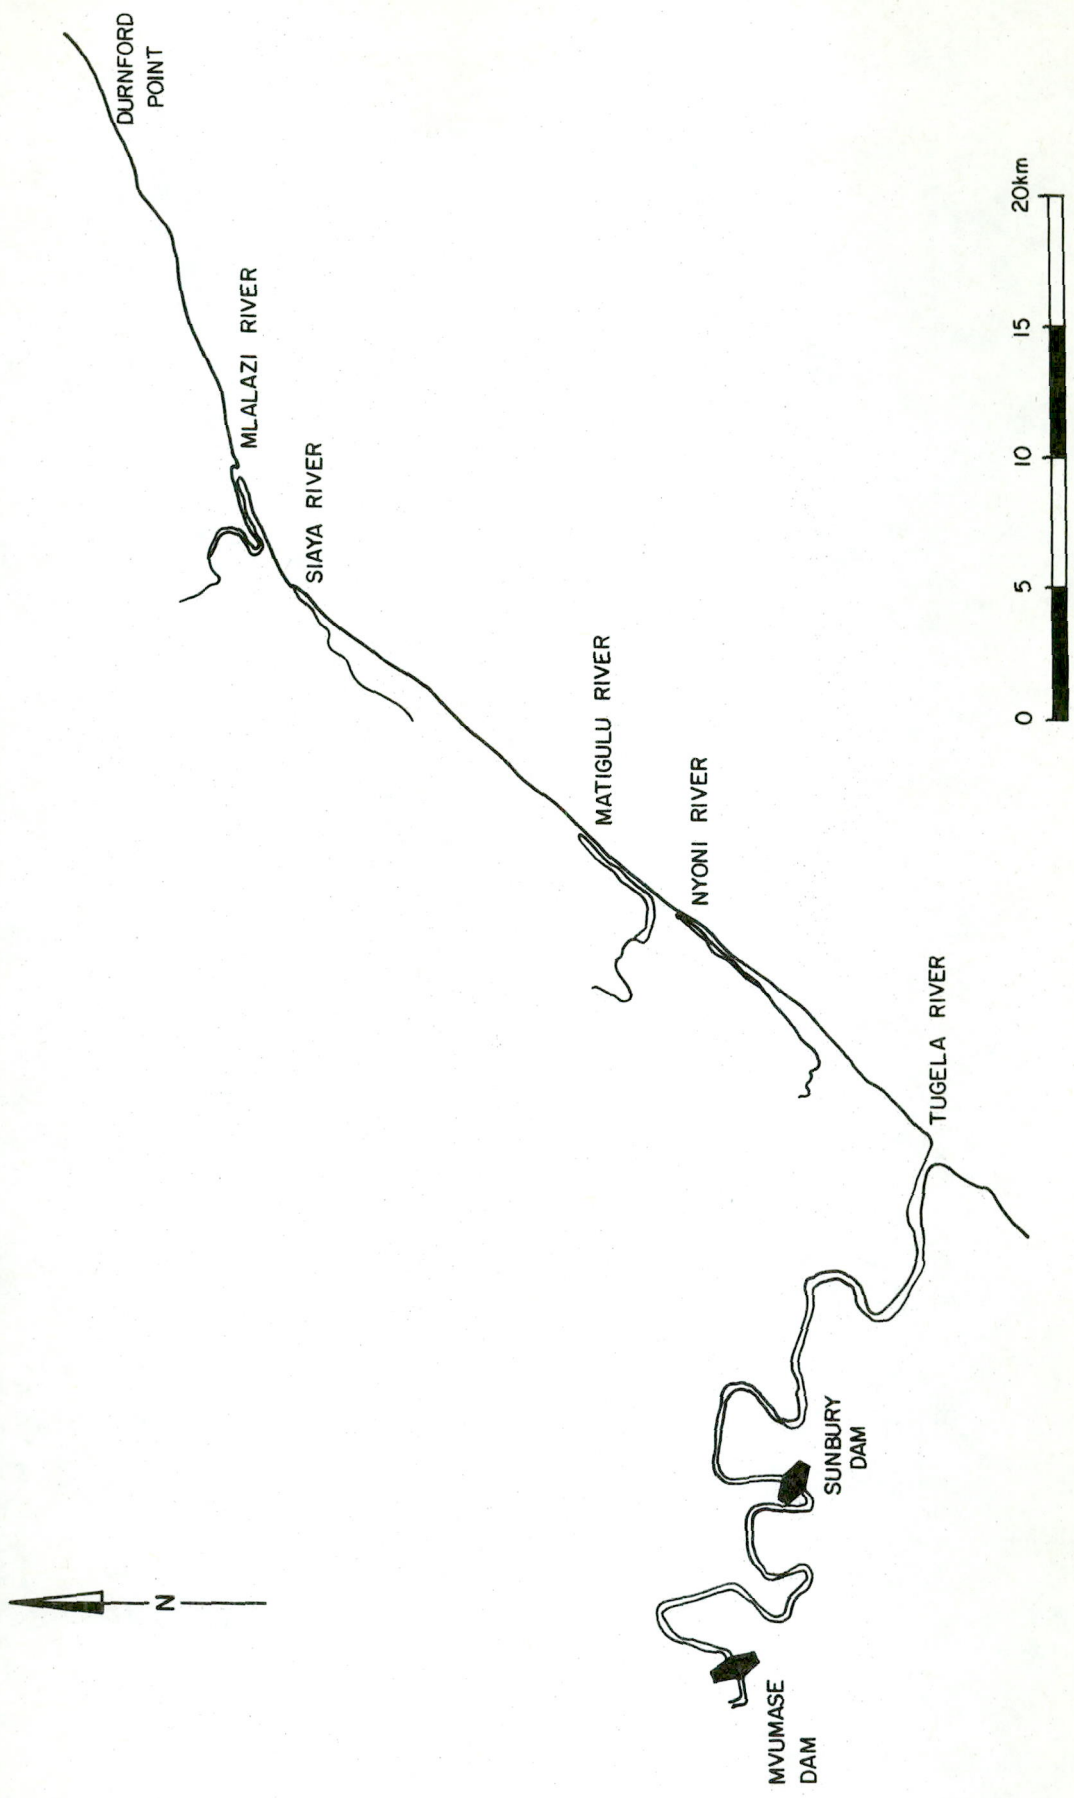 DURNFORD
POINT
MLALAZI RIVER
SIAYA RIVER
MATIGULU RIVER
NYONI RIVER
TUGELA RIVER
SUNBURY
DAM
MVUMASE
DAM
N
0 5 10 15 20km